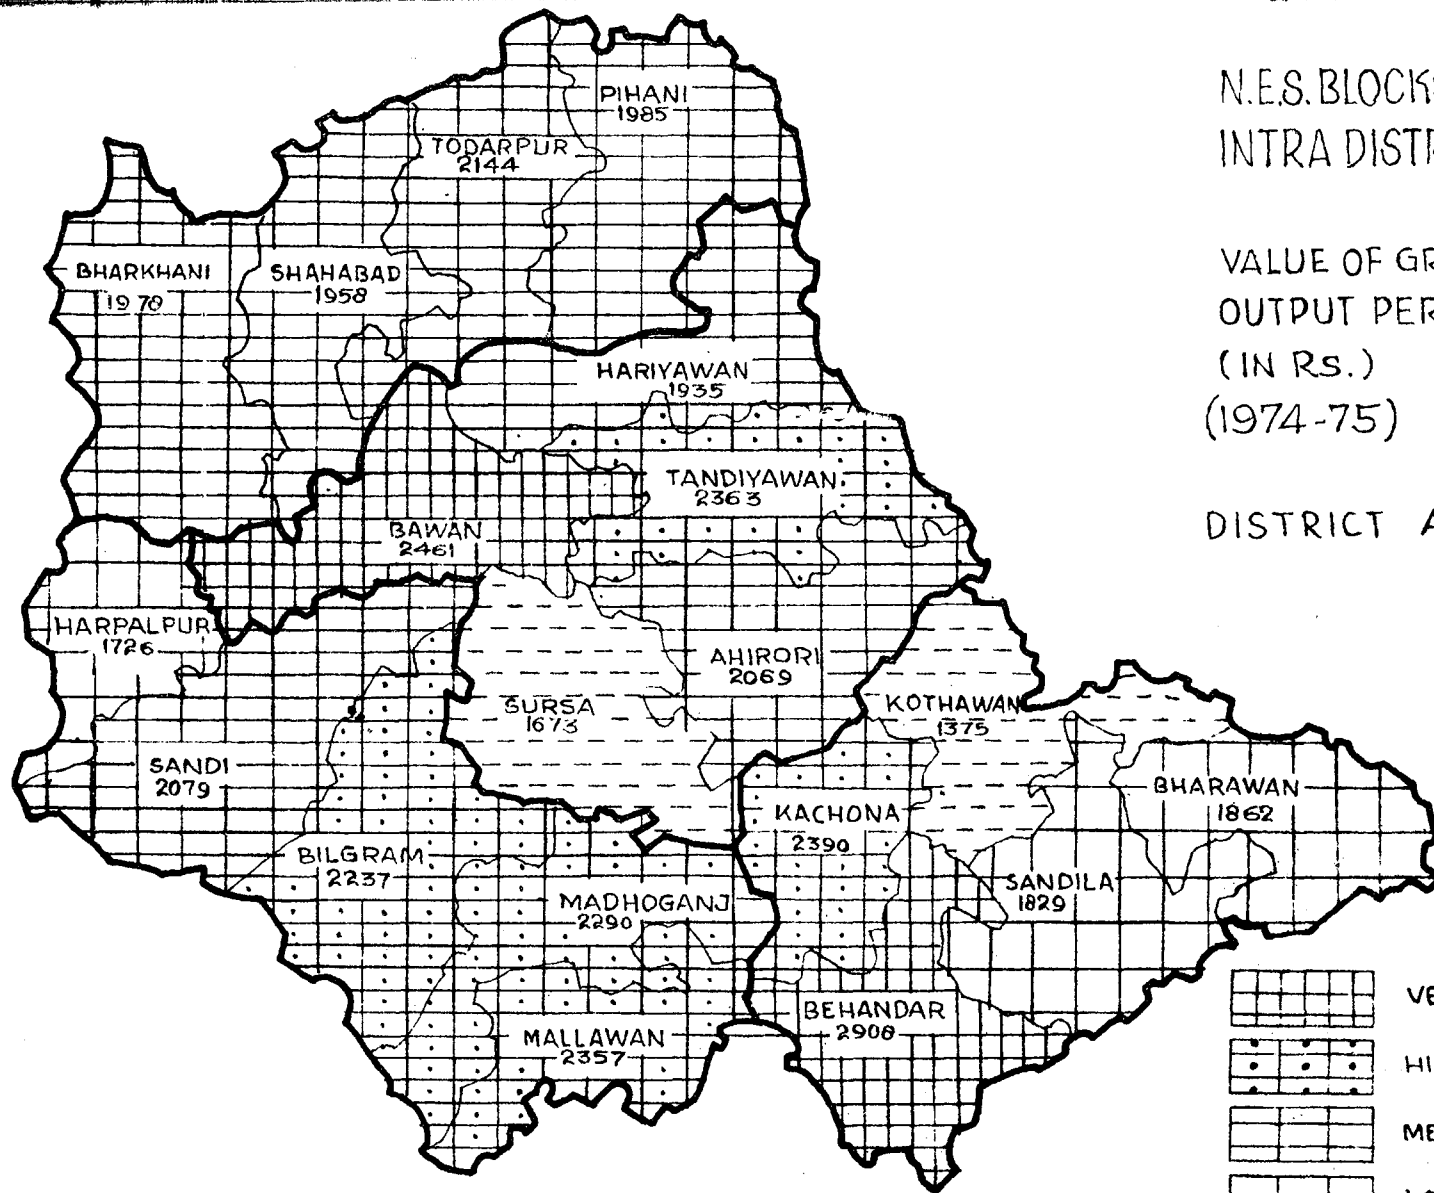 N.E.S. BLOCK
INTRA DISTR
VALUE OF GR
OUTPUT PER
(IN RS.)
(1974-75)
DISTRICT A
PIHANI
1985
TODARPUR
2144
BHARKHANI
1970
SHAHABAD
1958
HARIYAWAN
1935
TANDIYAWAN
2363
BAWAN
2461
HARPALPUR
1726
AHIRORI
2069
SURSA
1673
KOTHAWAN
1375
SANDI
2079
BHARAWAN
1862
KACHONA
2390
BILGRAM
2237
SANDILA
1829
MADHOGANJ
2290
BEHANDAR
2908
MALLAWAN
2357
VE
HI
ME